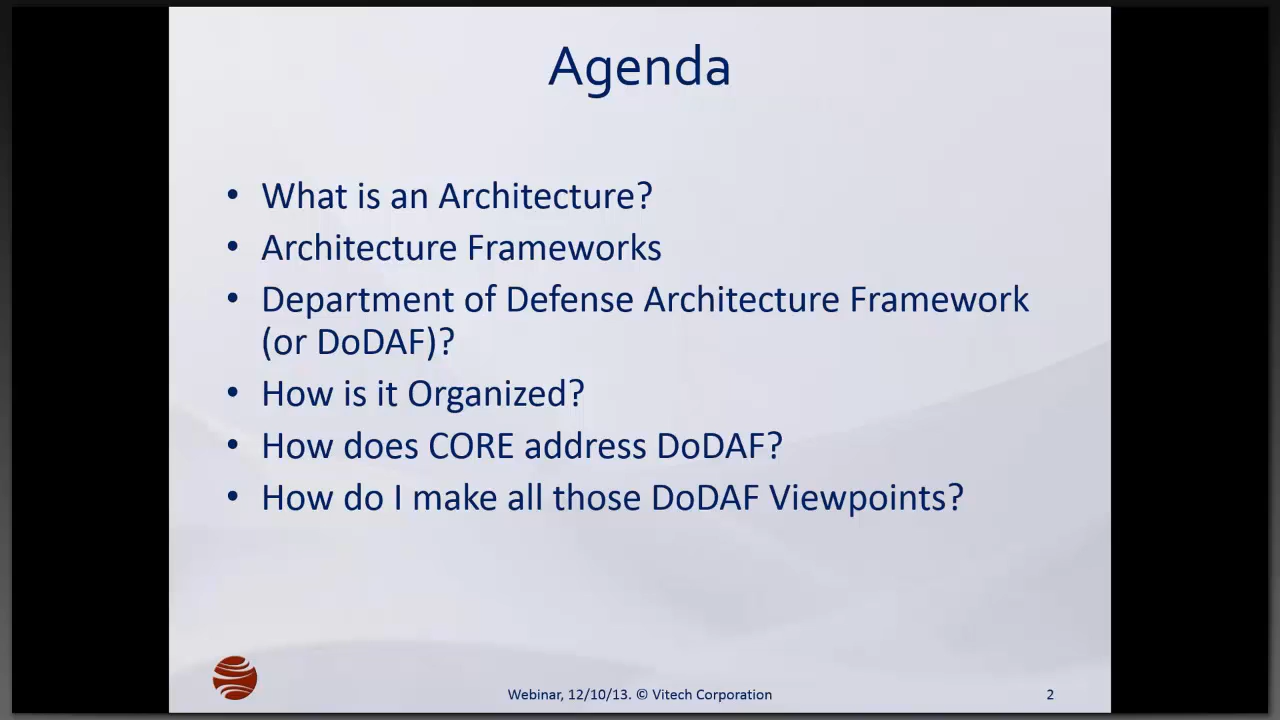 Agenda
• What is an Architecture?
• Architecture Frameworks
• Department of Defense Architecture Framework
(or DoDAF)?
• How is it Organized?
• How does CORE address DoDAF?
• How do I make all those DoDAF Viewpoints?
Webinar, 12/10/13. © Vitech Corporation
2